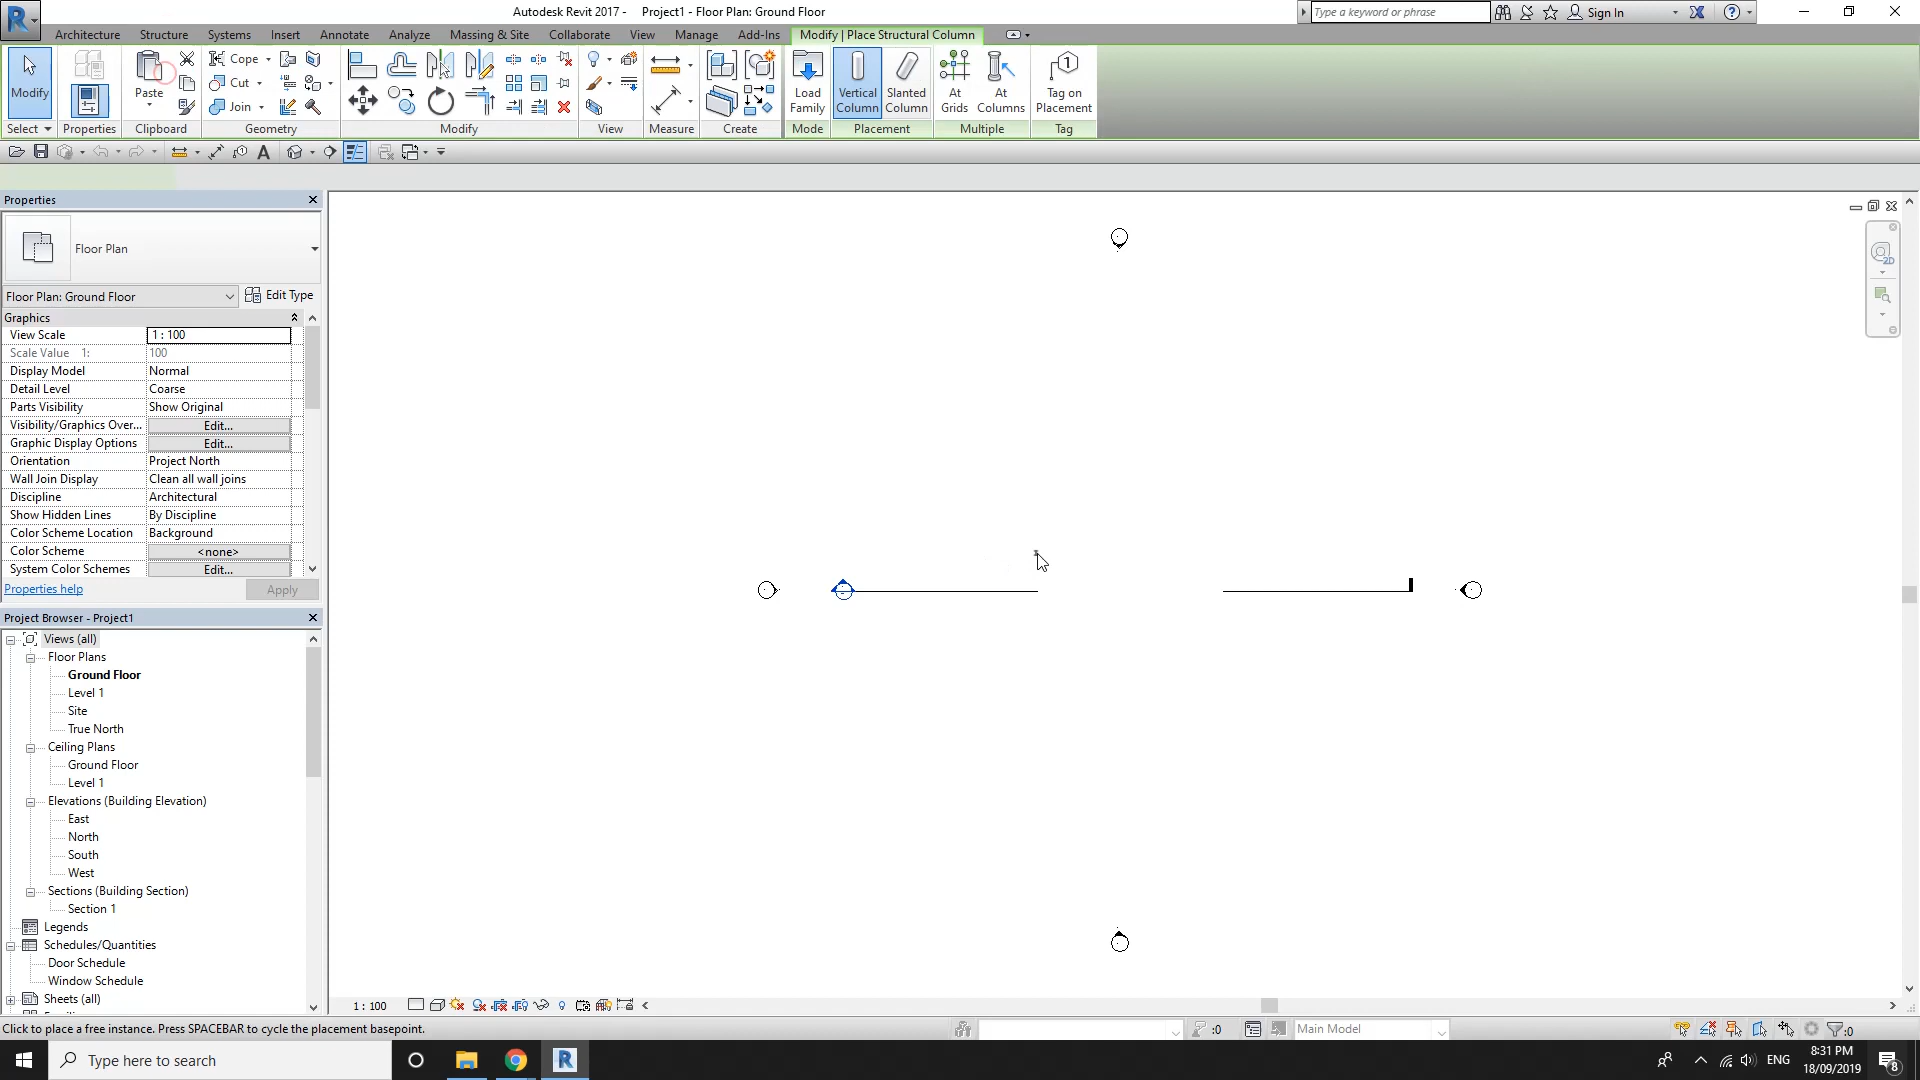 Autodesk Revit 2017 - Project1 - Floor Plan: Ground Floor
Type a keyword or phrase
Sign In
Architecture Structure Systems Insert Annotate Analyze Massing & Site Collaborate View Manage Add-Ins Modify | Place Structural Column
Modify
Paste
Cope
Cut
Join
Load Family
Vertical Column
Slanted Column
At Grids
At Columns
Tag on Placement
Select Properties Clipboard Geometry Modify View Measure Create Mode Placement Multiple Tag
Properties
Floor Plan
Floor Plan: Ground Floor Edit Type
Graphics
View Scale 1 : 100
Scale Value 1: 100
Display Model Normal
Detail Level Coarse
Parts Visibility Show Original
Visibility/Graphics Over... Edit...
Graphic Display Options Edit...
Orientation Project North
Wall Join Display Clean all wall joins
Discipline Architectural
Show Hidden Lines By Discipline
Color Scheme Location Background
Color Scheme <none>
System Color Schemes Edit...
Properties help Apply
Project Browser - Project1
Views (all)
Floor Plans
Ground Floor
Level 1
Site
True North
Ceiling Plans
Ground Floor
Level 1
Elevations (Building Elevation)
East
North
South
West
Sections (Building Section)
Section 1
Legends
Schedules/Quantities
Door Schedule
Window Schedule
Sheets (all)
1 : 100
Click to place a free instance. Press SPACEBAR to cycle the placement basepoint.
:0
Main Model
:0
Type here to search
ENG
8:31 PM
18/09/2019
8